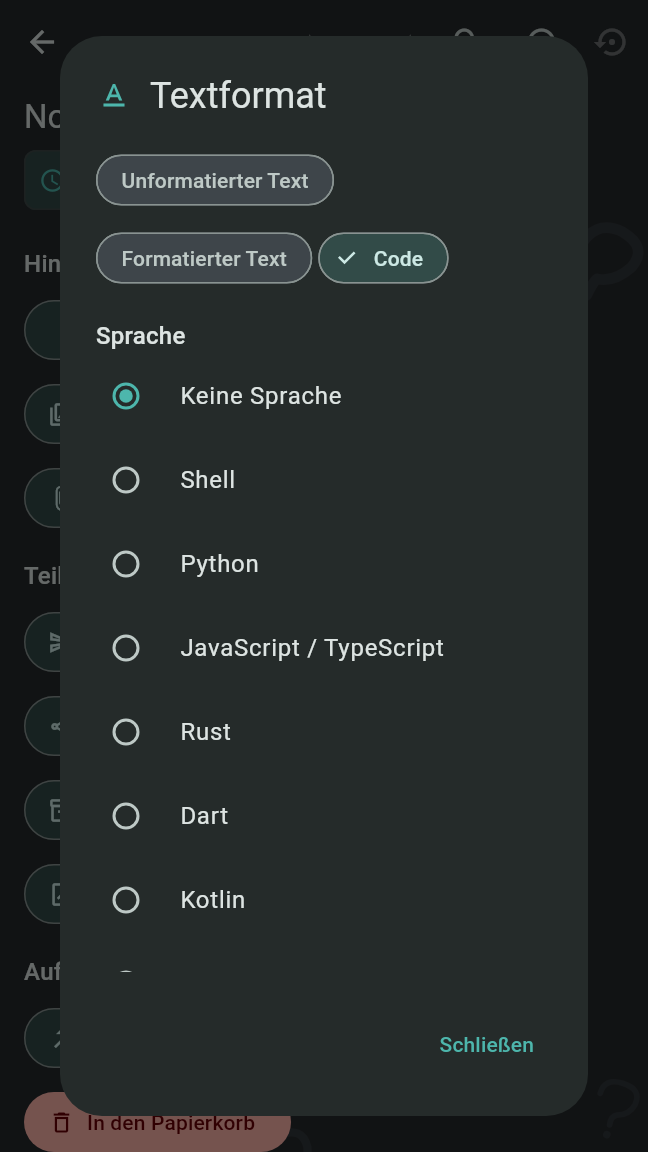 Textformat
Unformatierter Text
Formatierter Text
Code
Sprache
Keine Sprache
Shell
Python
JavaScript / TypeScript
Rust
Dart
Kotlin
Schließen
In den Papierkorb